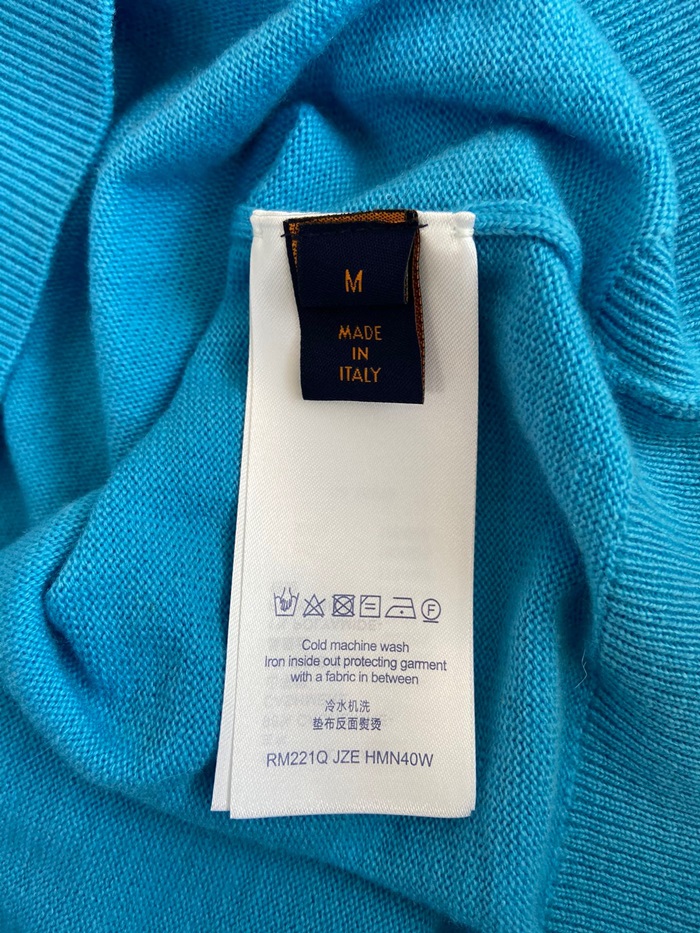 M
MADE
IN
ITALY
F
Cold machine wash
Iron inside out protecting garment
with a fabric in between
冷水机洗
垫布反面熨烫
RM221Q JZE HMN40W